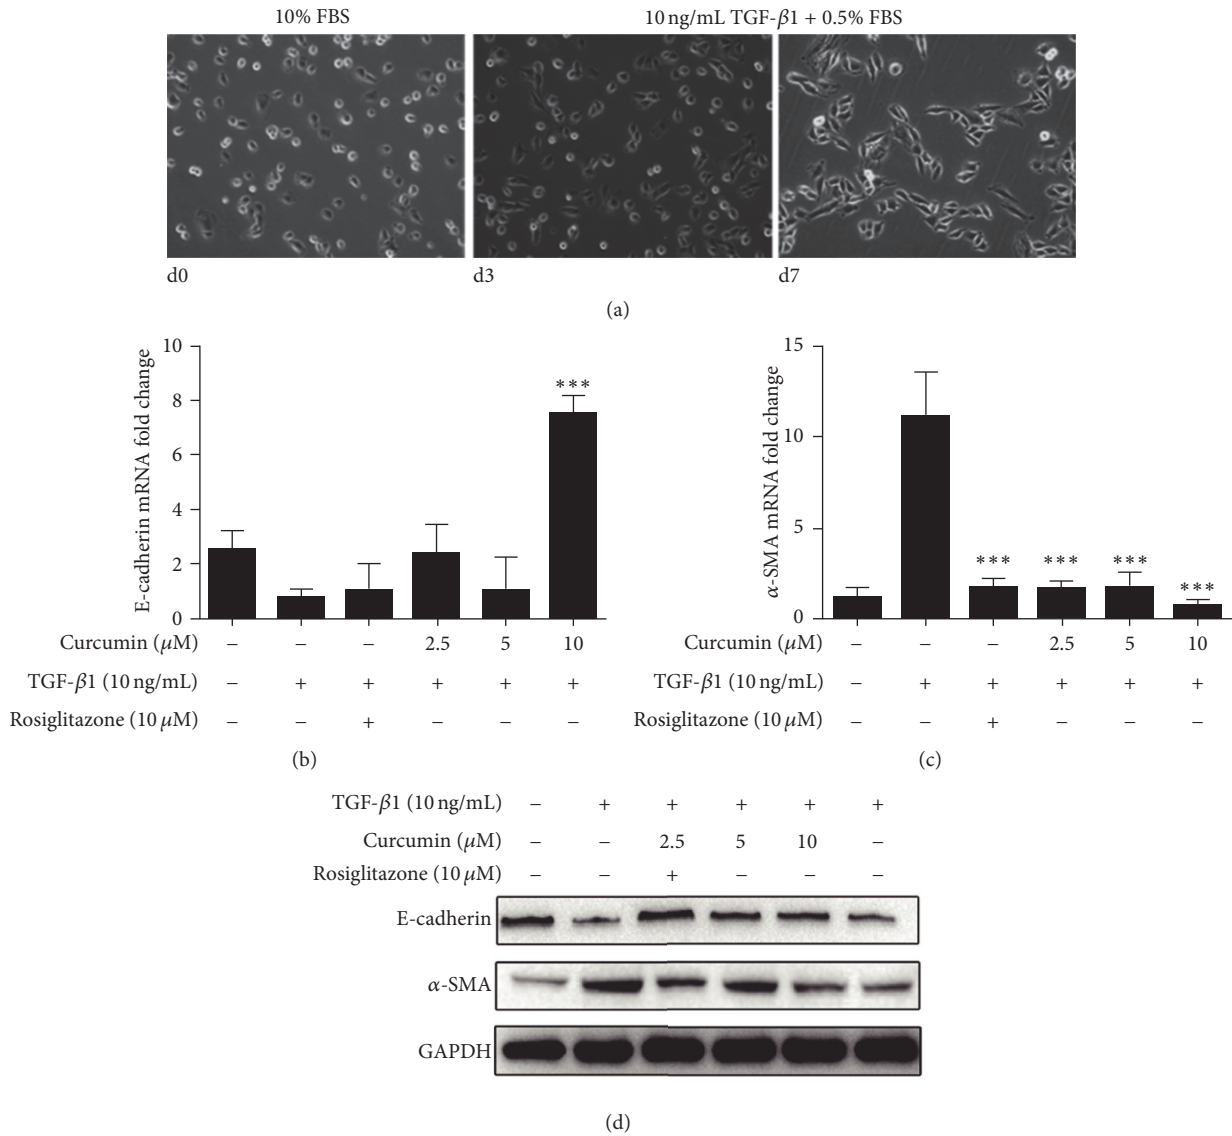 10% FBS
10 ng/mL TGF-β1 + 0.5% FBS
d0
d3
d7
(a)
E-cadherin mRNA fold change
10
8
6
4
2
0
***
Curcumin (μM) – – – 2.5 5 10
TGF-β1 (10 ng/mL) – + + + + +
Rosiglitazone (10 μM) – – + – – –
(b)
α-SMA mRNA fold change
15
10
5
0
*** *** *** ***
Curcumin (μM) – – – 2.5 5 10
TGF-β1 (10 ng/mL) – + + + + +
Rosiglitazone (10 μM) – – + – – –
(c)
TGF-β1 (10 ng/mL) – + + + + +
Curcumin (μM) – – 2.5 5 10 –
Rosiglitazone (10 μM) – – + – – –
E-cadherin
α-SMA
GAPDH
(d)